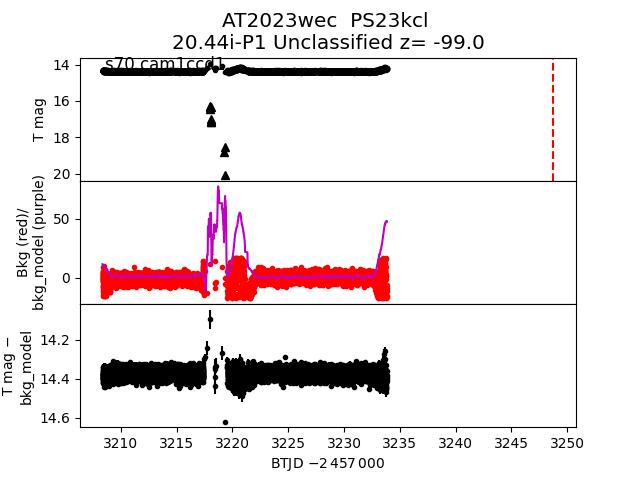 AT2023wec PS23kcl
20.44i-P1 Unclassified z= -99.0
s70 cam1ccd1
14
16
18
20
T mag
50
0
Bkg (red)/
bkg_model (purple)
14.2
14.4
14.6
T mag −
bkg_model
3210 3215 3220 3225 3230 3235 3240 3245 3250
BTJD −2 457 000